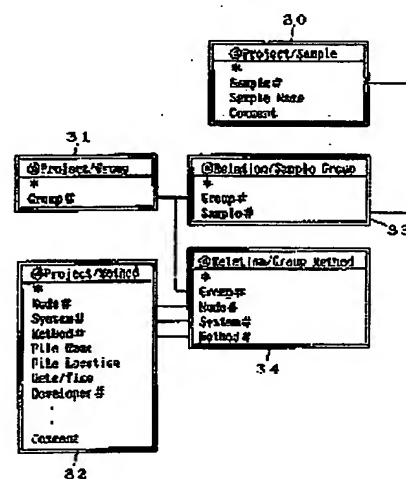 30
@Project/Sample
*
Sample#
Sample Name
Comment
31
@Project/Group
*
Group#
@Relation/Sample Group
*
Group#
Sample#
33
@Project/Method
*
Node#
System#
Method#
File Name
File Location
Date/Time
Developer#
.
.
Comment
32
@Relation/Group Method
*
Group#
Node#
System#
Method#
34